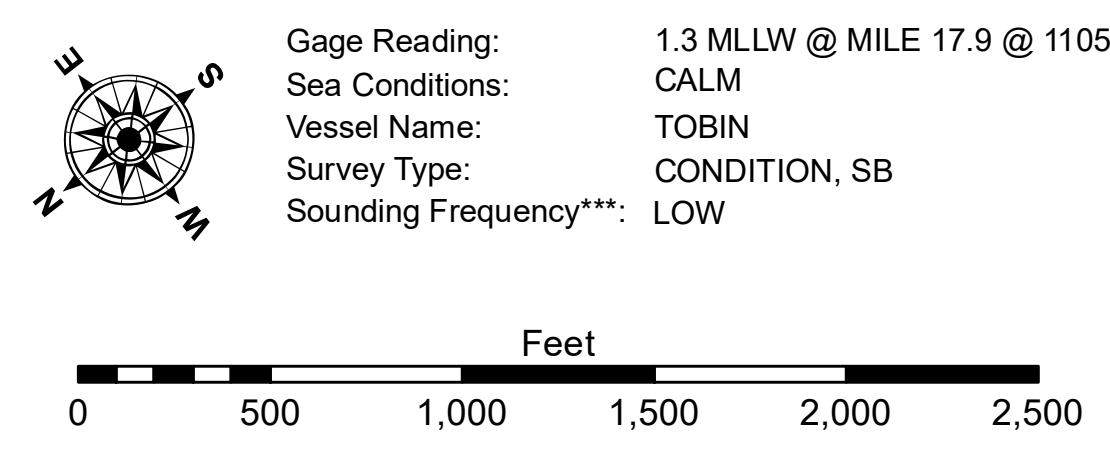 E
S
N
W
Gage Reading: 1.3 MLLW @ MILE 17.9 @ 1105
Sea Conditions: CALM
Vessel Name: TOBIN
Survey Type: CONDITION, SB
Sounding Frequency***: LOW
Feet
0 500 1,000 1,500 2,000 2,500